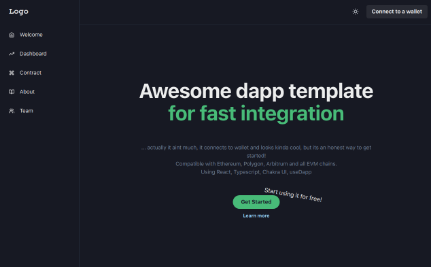 Logo
Connect to a wallet
Welcome
Dashboard
Contract
About
Team
Awesome dapp template
for fast integration
... actually it aint much, it connects to wallet and looks kinda cool, but its an honest way to get
started!
Compatible with Ethereum, Polygon, Arbitrum and all EVM chains.
Using React, Typescript, Chakra UI, useDapp
Start using it for free!
Get Started
Learn more